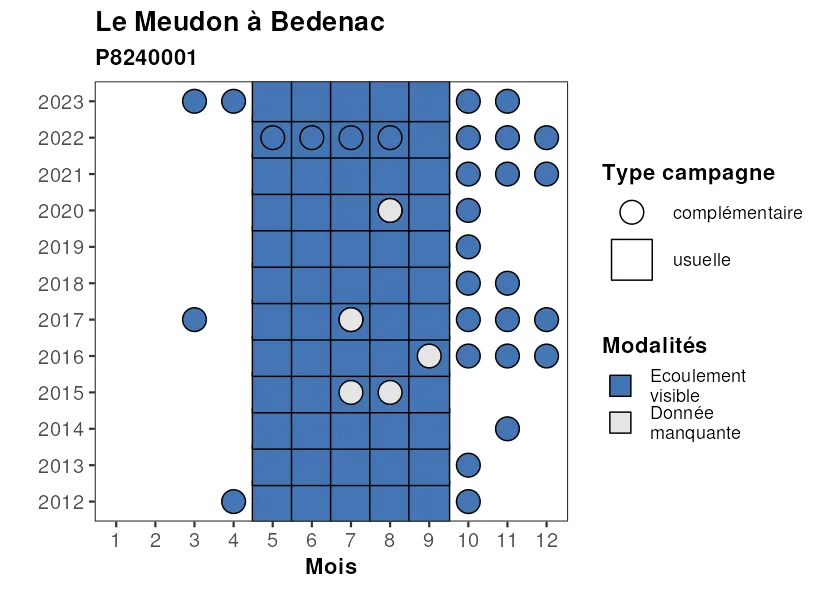 Le Meudon à Bedenac
P8240001
2023
2022
2021
2020
2019
2018
2017
2016
2015
2014
2013
2012
1 2 3 4 5 6 7 8 9 10 11 12
Mois
Type campagne
complémentaire
usuelle
Modalités
Ecoulement
visible
Donnée
manquante